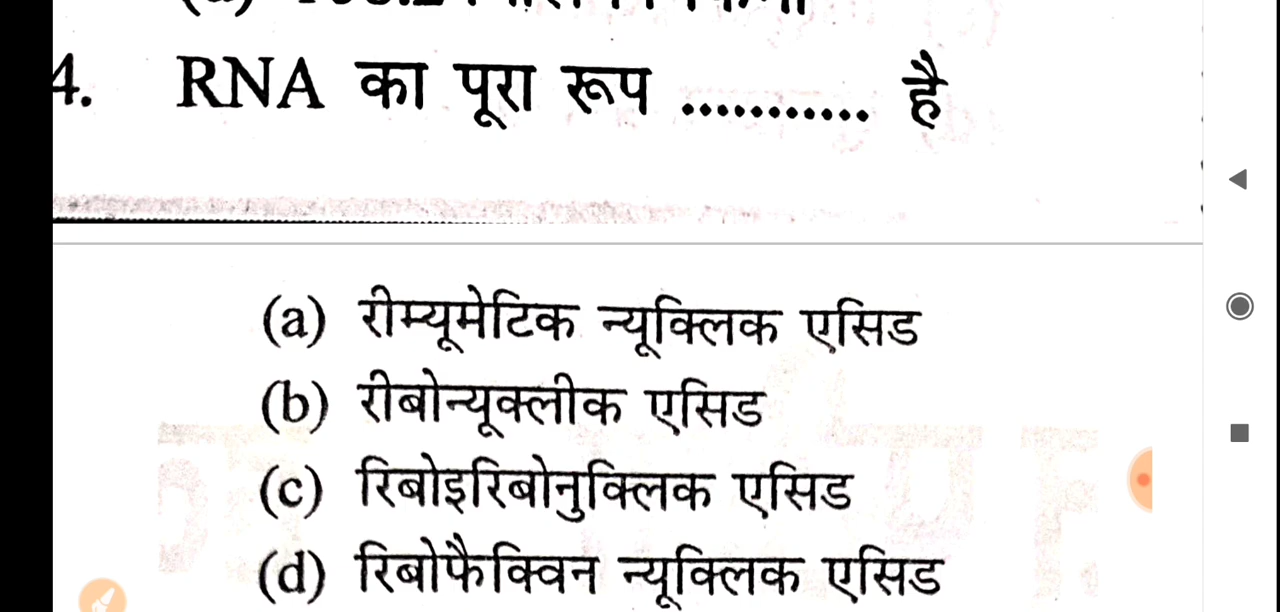 4. RNA का पूरा रूप ........... है
(a) रीम्यूमेटिक न्यूक्लिक एसिड
(b) रीबोन्यूक्लीक एसिड
(c) रिबोइरिबोनुक्लिक एसिड
(d) रिबोफैक्विन न्यूक्लिक एसिड